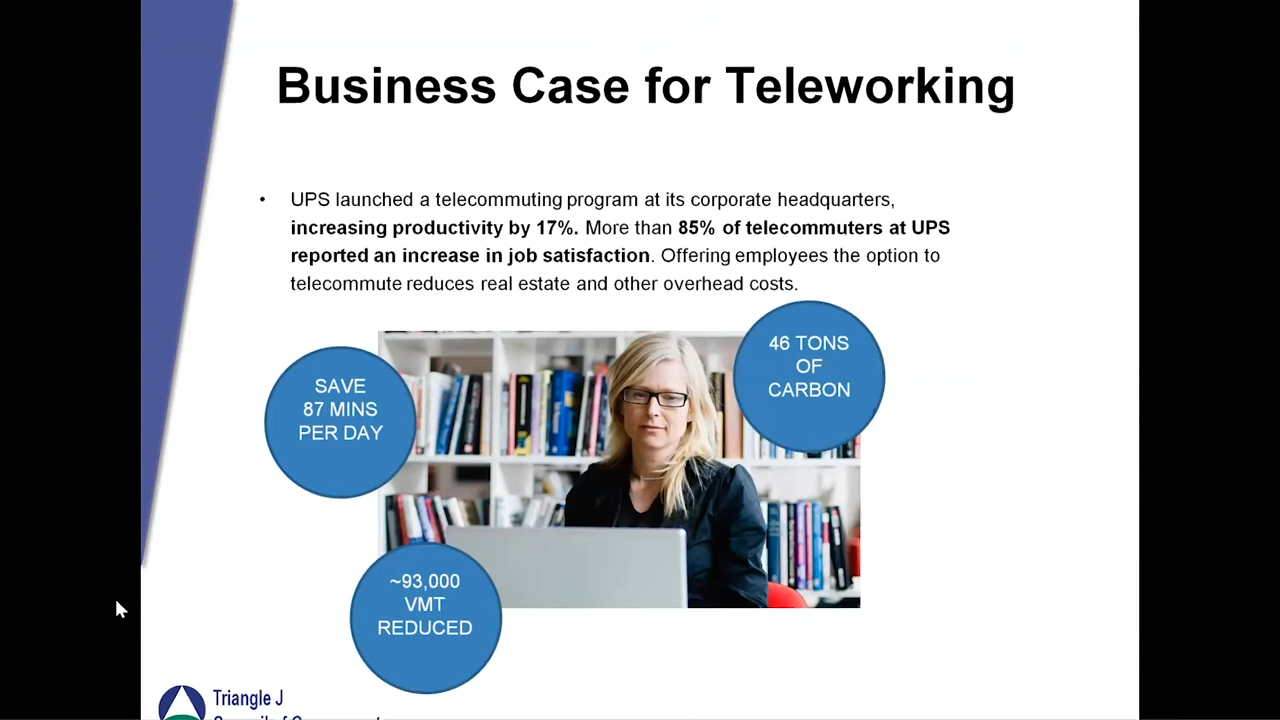 Business Case for Teleworking
• UPS launched a telecommuting program at its corporate headquarters,
increasing productivity by 17%. More than 85% of telecommuters at UPS
reported an increase in job satisfaction. Offering employees the option to
telecommute reduces real estate and other overhead costs.
46 TONS
OF
CARBON
SAVE
87 MINS
PER DAY
~93,000
VMT
REDUCED
Triangle J